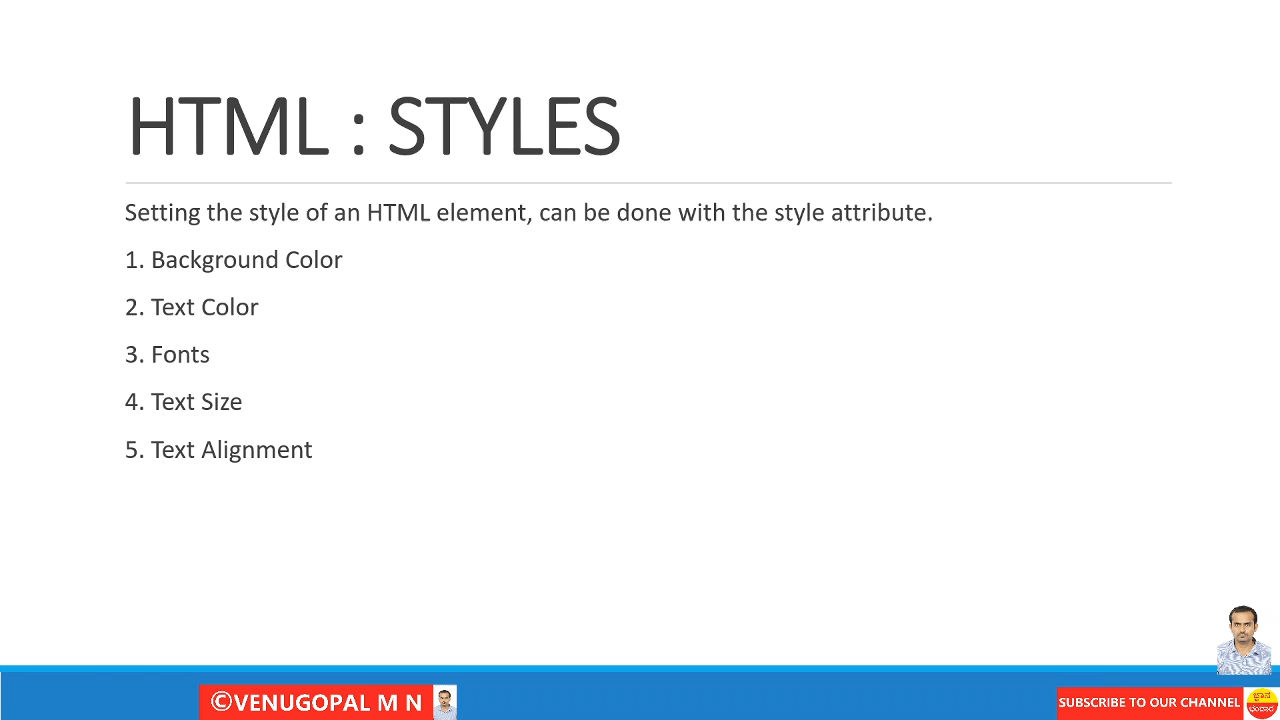 HTML : STYLES
Setting the style of an HTML element, can be done with the style attribute.
1. Background Color
2. Text Color
3. Fonts
4. Text Size
5. Text Alignment
©VENUGOPAL M N
SUBSCRIBE TO OUR CHANNEL
ಜ್ಞಾನ
ಭಂಡಾರ